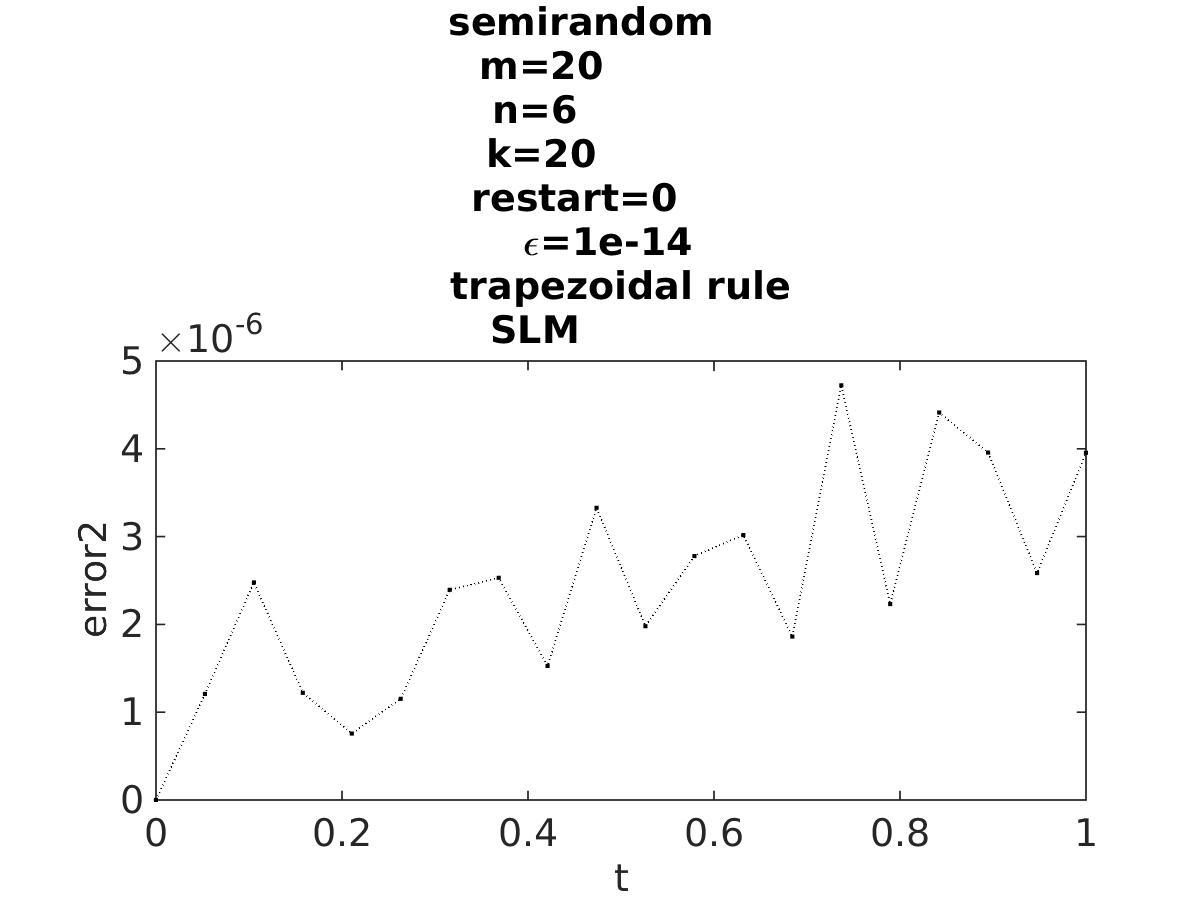 semirandom
m=20
n=6
k=20
restart=0
ϵ=1e-14
trapezoidal rule
SLM
×10-6
5
4
3
2
1
0
error2
0 0.2 0.4 0.6 0.8 1
t